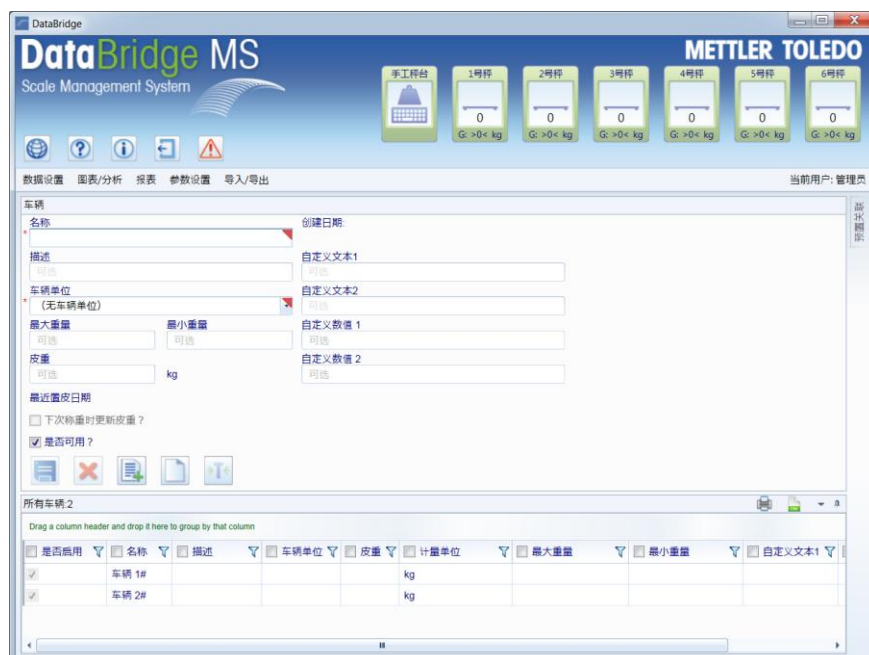 DataBridge
DataBridge MS
METTLER TOLEDO
Scale Management System
手工秤台 1号秤 2号秤 3号秤 4号秤 5号秤 6号秤
0 0 0 0 0 0
G: >0< kg G: >0< kg G: >0< kg G: >0< kg G: >0< kg G: >0< kg
数据设置 图表/分析 报表 参数设置 导入/导出 当前用户: 管理员
车辆
预置关联
名称 创建日期:
*
描述 自定义文本1
可选 可选
车辆单位 自定义文本2
* (无车辆单位) 可选
最大重量 最小重量 自定义数值 1
可选 可选 可选
皮重 自定义数值 2
可选 kg 可选
最近置皮日期
下次称重时更新皮重？
是否可用？
所有车辆:2
Drag a column header and drop it here to group by that column
是否启用 名称 描述 车辆单位 皮重 计量单位 最大重量 最小重量 自定义文本1
车辆 1# kg
车辆 2# kg